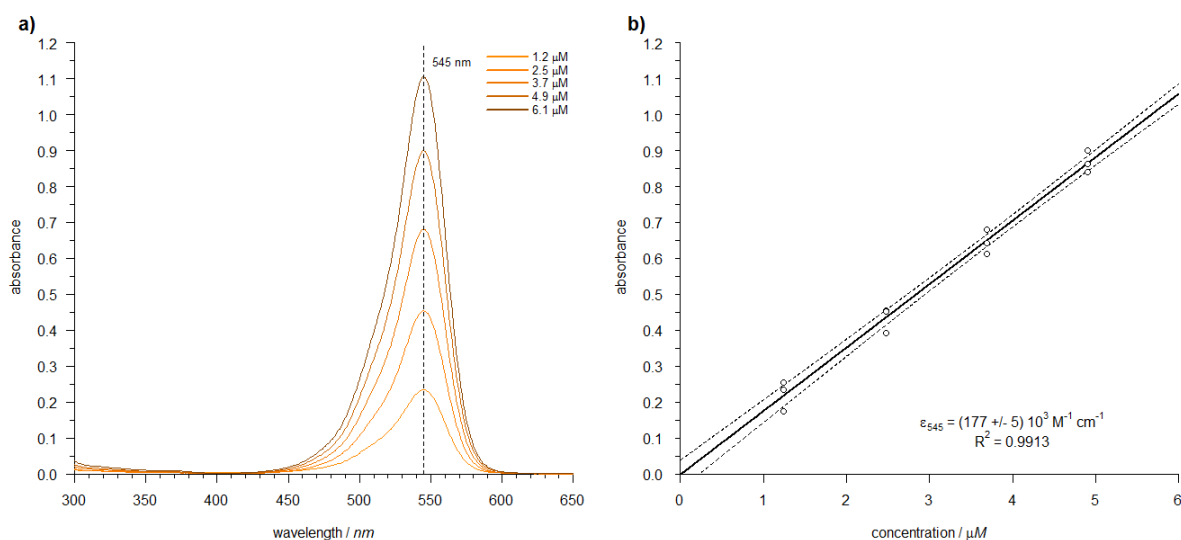 a)
1.2
1.1
1.0
0.9
0.8
0.7
0.6
0.5
0.4
0.3
0.2
0.1
0.0
absorbance
300 350 400 450 500 550 600 650
wavelength / nm
545 nm
1.2 μM
2.5 μM
3.7 μM
4.9 μM
6.1 μM
b)
1.2
1.1
1.0
0.9
0.8
0.7
0.6
0.5
0.4
0.3
0.2
0.1
0.0
absorbance
0 1 2 3 4 5 6
concentration / μM
ε₅₄₅ = (177 +/- 5) 10³ M⁻¹ cm⁻¹
R² = 0.9913